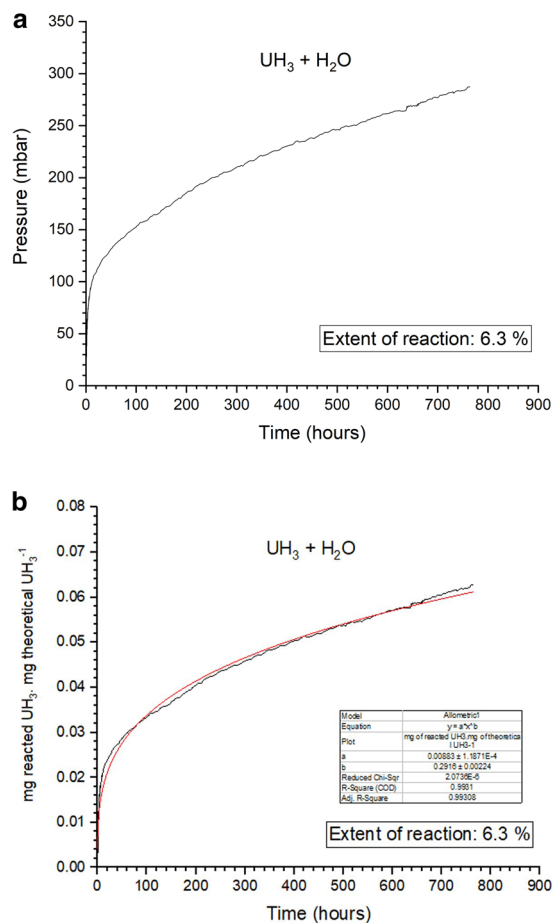 a
350
300
250
200
150
100
50
0
Pressure (mbar)
UH3 + H2O
Extent of reaction: 6.3 %
0 100 200 300 400 500 600 700 800 900
Time (hours)
b
0.08
0.07
0.06
0.05
0.04
0.03
0.02
0.01
0.00
mg reacted UH3. mg theoretical UH3-1
UH3 + H2O
Model Allometric1
Equation y = a*x^b
Plot mg of reacted UH3.mg of theoretica
l UH3-1
a 0.00883 ± 1.1871E-4
b 0.2916 ± 0.00224
Reduced Chi-Sqr 2.0736E-6
R-Square (COD) 0.9931
Adj. R-Square 0.99308
Extent of reaction: 6.3 %
0 100 200 300 400 500 600 700 800 900
Time (hours)